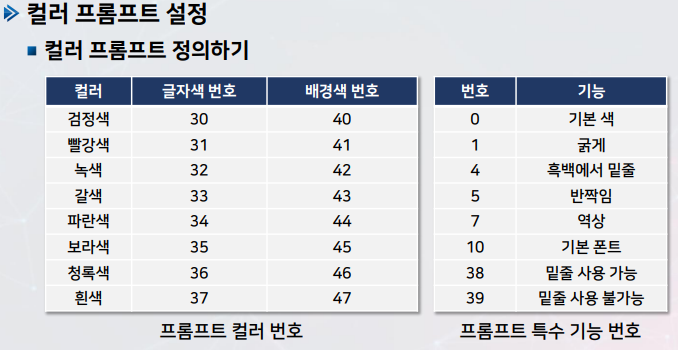 컬러 프롬프트 설정
컬러 프롬프트 정의하기
컬러 글자색 번호 배경색 번호
검정색 30 40
빨강색 31 41
녹색 32 42
갈색 33 43
파란색 34 44
보라색 35 45
청록색 36 46
흰색 37 47
프롬프트 컬러 번호
번호 기능
0 기본 색
1 굵게
4 흑백에서 밑줄
5 반짝임
7 역상
10 기본 폰트
38 밑줄 사용 가능
39 밑줄 사용 불가능
프롬프트 특수 기능 번호